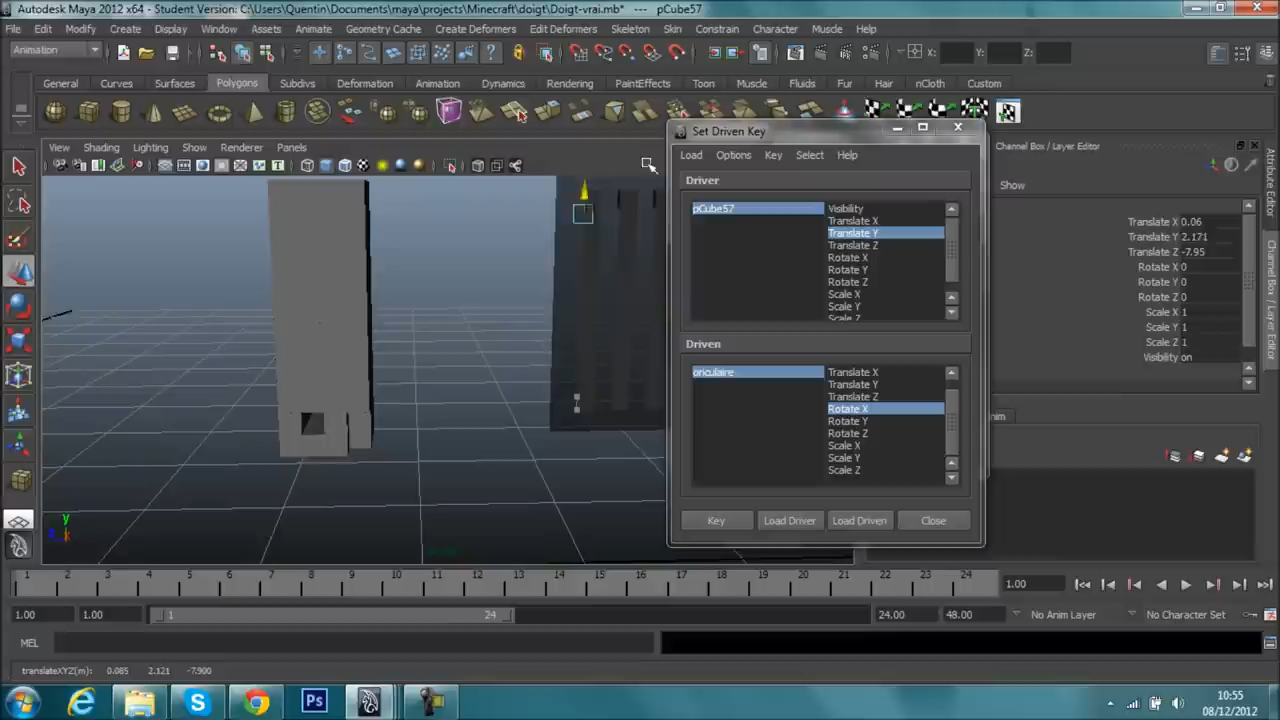 Autodesk Maya 2012 x64 - Student Version: C:\Users\Quentin\Documents\maya\projects\Minecraft\doigt\Doigt-vrai.mb* --- pCube57
File Edit Modify Create Display Window Assets Animate Geometry Cache Create Deformers Edit Deformers Skeleton Skin Constrain Character Muscle Help
Animation X: Y: Z:
General Curves Surfaces Polygons Subdivs Deformation Animation Dynamics Rendering PaintEffects Toon Muscle Fluids Fur Hair nCloth Custom
View Shading Lighting Show Renderer Panels
Set Driven Key
Load Options Key Select Help
Driver
pCube57
Visibility
Translate X
Translate Y
Translate Z
Rotate X
Rotate Y
Rotate Z
Scale X
Scale Y
Scale Z
Driven
oriculaire
Translate X
Translate Y
Translate Z
Rotate X
Rotate Y
Rotate Z
Scale X
Scale Y
Scale Z
Key Load Driver Load Driven Close
Channel Box / Layer Editor
Show
Translate X 0.06
Translate Y 2.171
Translate Z -7.95
Rotate X 0
Rotate Y 0
Rotate Z 0
Scale X 1
Scale Y 1
Scale Z 1
Visibility on
Attribute Editor
Channel Box / Layer Editor
y
z x
1 2 3 4 5 6 7 8 9 10 11 12 13 14 15 16 17 18 19 20 21 22 23 24 1.00
1.00 1.00 1 24 24.00 48.00 No Anim Layer No Character Set
MEL
translateXYZ(m): 0.085 2.121 -7.900
Ps
10:55
08/12/2012